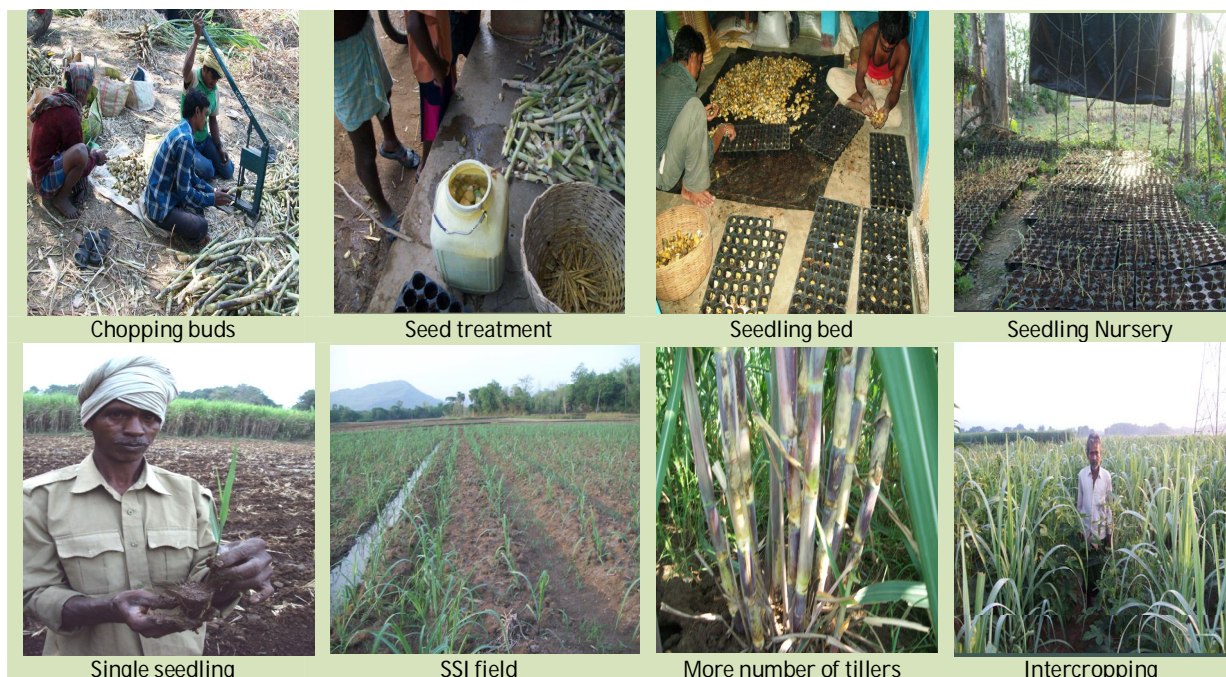 Chopping buds
Seed treatment
Seedling bed
Seedling Nursery
Single seedling
SSI field
More number of tillers
Intercropping